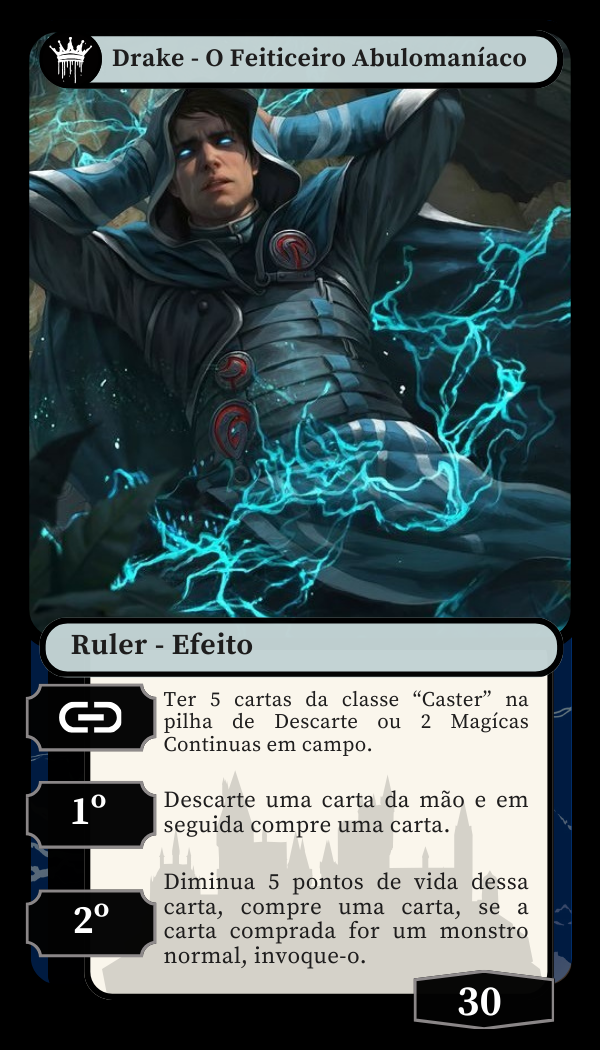 Drake - O Feiticeiro Abulomaníaco
Ruler - Efeito
Ter 5 cartas da classe “Caster” na
pilha de Descarte ou 2 Magícas
Continuas em campo.
1º
Descarte uma carta da mão e em
seguida compre uma carta.
2º
Diminua 5 pontos de vida dessa
carta, compre uma carta, se a
carta comprada for um monstro
normal, invoque-o.
30